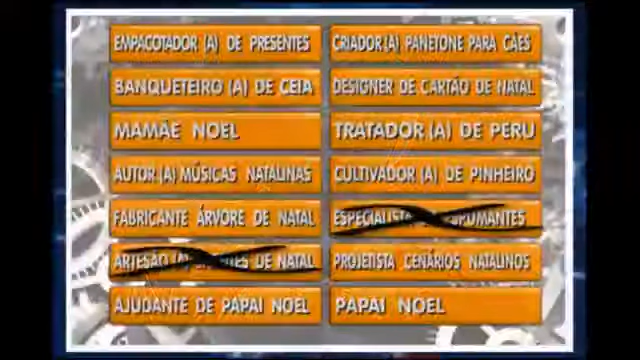 EMPACOTADOR (A) DE PRESENTES
CRIADOR(A) PANETONE PARA CÃES
BANQUETEIRO (A) DE CEIA
DESIGNER DE CARTÃO DE NATAL
MAMÃE NOEL
TRATADOR (A) DE PERU
AUTOR (A) MÚSICAS NATALINAS
CULTIVADOR (A) DE PINHEIRO
FABRICANTE ÁRVORE DE NATAL
ESPECIALISTA
ARTESÃO (A) DE NATAL
PROJETISTA CENÁRIOS NATALINOS
AJUDANTE DE PAPAI NOEL
PAPAI NOEL